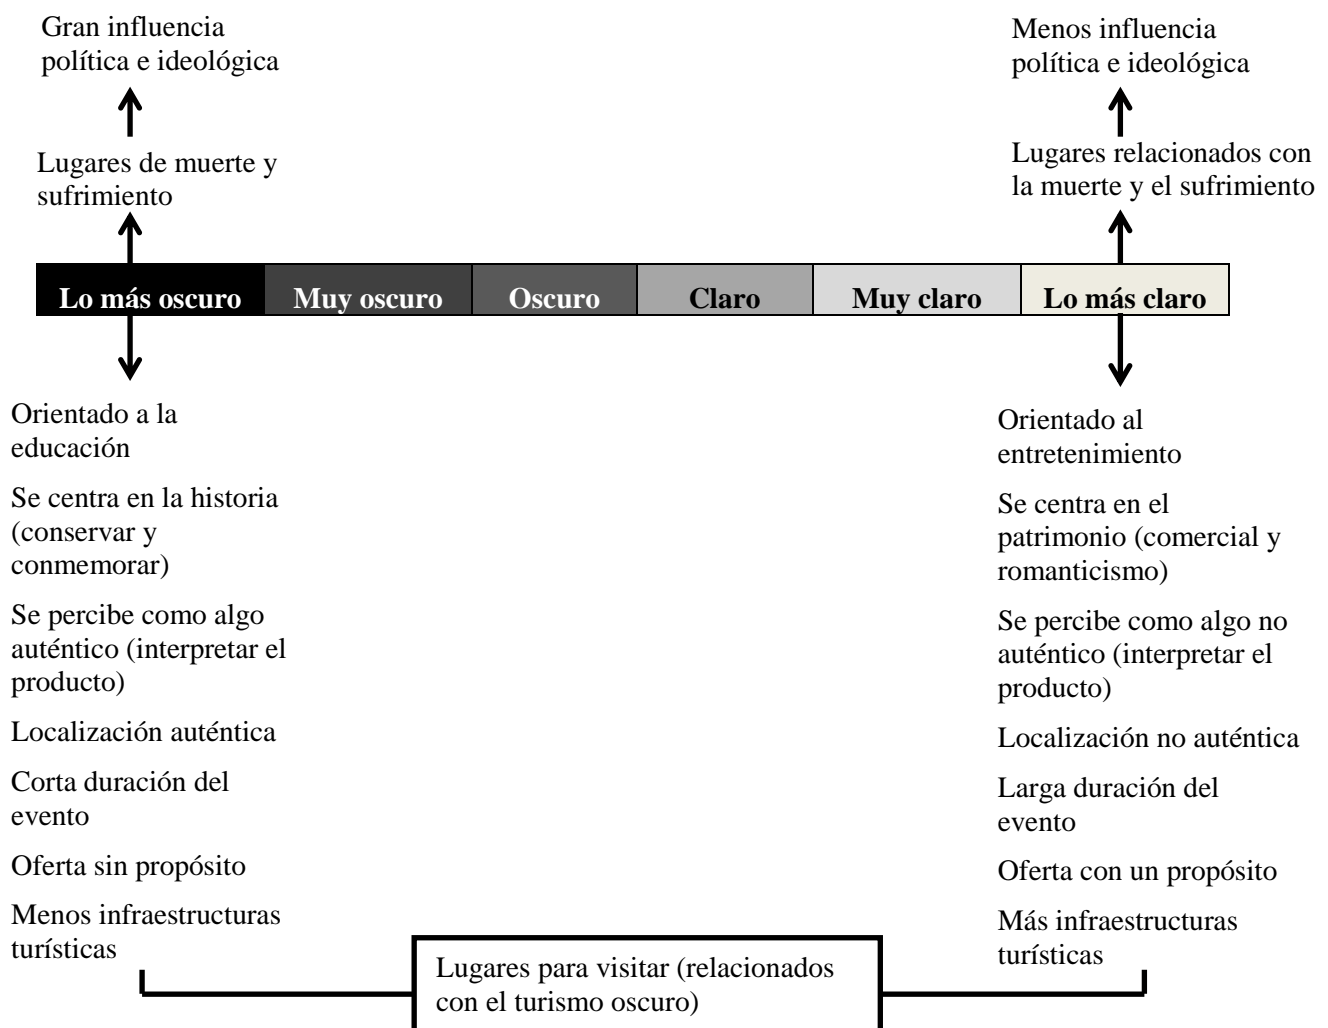 Gran influencia
política e ideológica
Menos influencia
política e ideológica
Lugares de muerte y
sufrimiento
Lugares relacionados con
la muerte y el sufrimiento
Lo más oscuro
Muy oscuro
Oscuro
Claro
Muy claro
Lo más claro
Orientado a la
educación
Se centra en la historia
(conservar y
conmemorar)
Se percibe como algo
auténtico (interpretar el
producto)
Localización auténtica
Corta duración del
evento
Oferta sin propósito
Menos infraestructuras
turísticas
Orientado al
entretenimiento
Se centra en el
patrimonio (comercial y
romanticismo)
Se percibe como algo no
auténtico (interpretar el
producto)
Localización no auténtica
Larga duración del
evento
Oferta con un propósito
Más infraestructuras
turísticas
Lugares para visitar (relacionados
con el turismo oscuro)